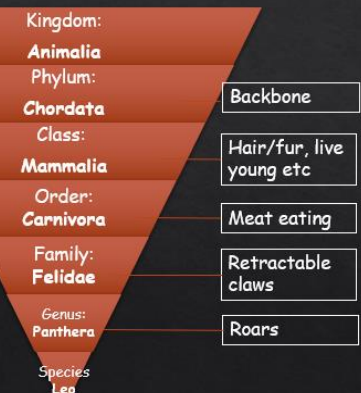 Kingdom:
Animalia
Phylum:
Chordata
Backbone
Class:
Mammalia
Hair/fur, live
young etc
Order:
Carnivora
Meat eating
Family:
Felidae
Retractable
claws
Genus:
Panthera
Roars
Species
Leo